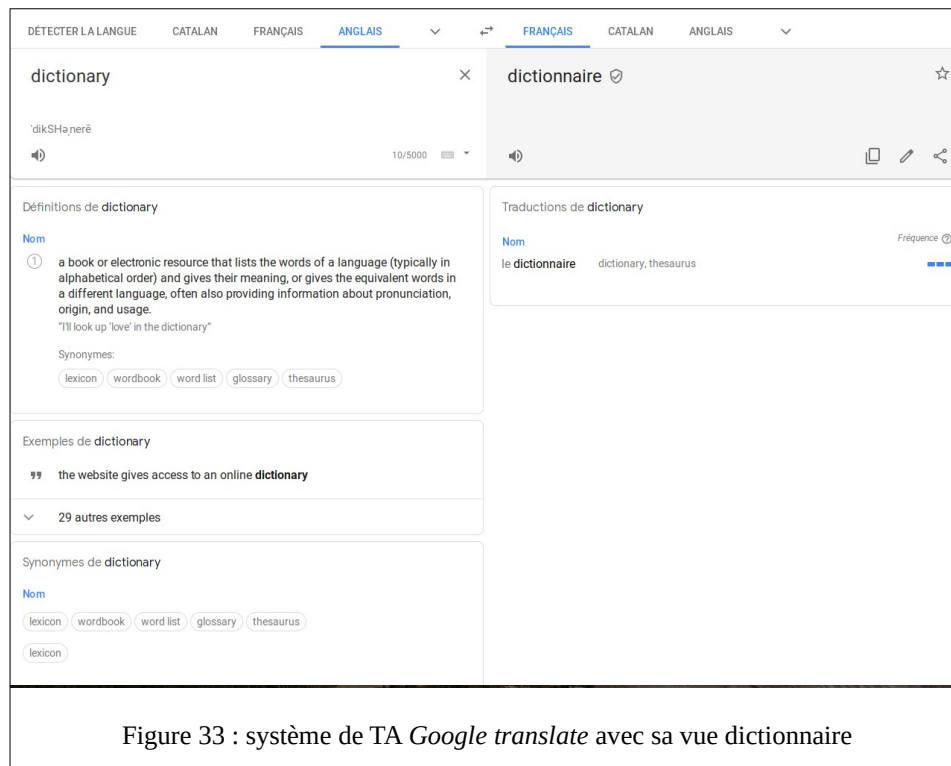 DÉTECTER LA LANGUE CATALAN FRANÇAIS ANGLAIS FRANÇAIS CATALAN ANGLAIS
dictionary
ˈdikSHəˌnerē
10/5000
dictionnaire
Définitions de dictionary
Nom
1 a book or electronic resource that lists the words of a language (typically in
alphabetical order) and gives their meaning, or gives the equivalent words in
a different language, often also providing information about pronunciation,
origin, and usage.
"I'll look up 'love' in the dictionary"
Synonymes:
lexicon wordbook word list glossary thesaurus
Exemples de dictionary
the website gives access to an online dictionary
29 autres exemples
Synonymes de dictionary
Nom
lexicon wordbook word list glossary thesaurus
lexicon
Traductions de dictionary
Nom Fréquence
le dictionnaire dictionary, thesaurus
Figure 33 : système de TA Google translate avec sa vue dictionnaire